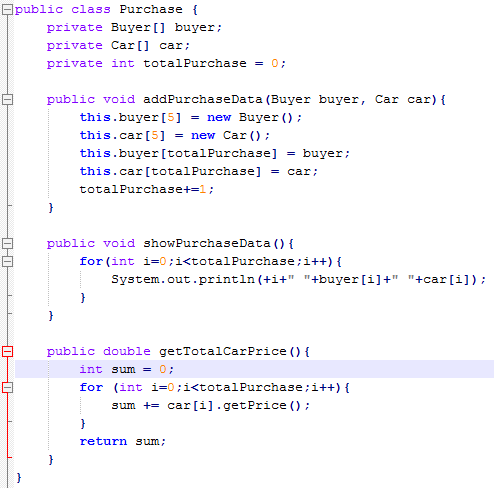 public class Purchase {
    private Buyer[] buyer;
    private Car[] car;
    private int totalPurchase = 0;

    public void addPurchaseData(Buyer buyer, Car car){
        this.buyer[5] = new Buyer();
        this.car[5] = new Car();
        this.buyer[totalPurchase] = buyer;
        this.car[totalPurchase] = car;
        totalPurchase+=1;
    }

    public void showPurchaseData(){
        for(int i=0;i<totalPurchase;i++){
            System.out.println(+i+" "+buyer[i]+" "+car[i]);
        }
    }

    public double getTotalCarPrice(){
        int sum = 0;
        for (int i=0;i<totalPurchase;i++){
            sum += car[i].getPrice();
        }
        return sum;
    }
}